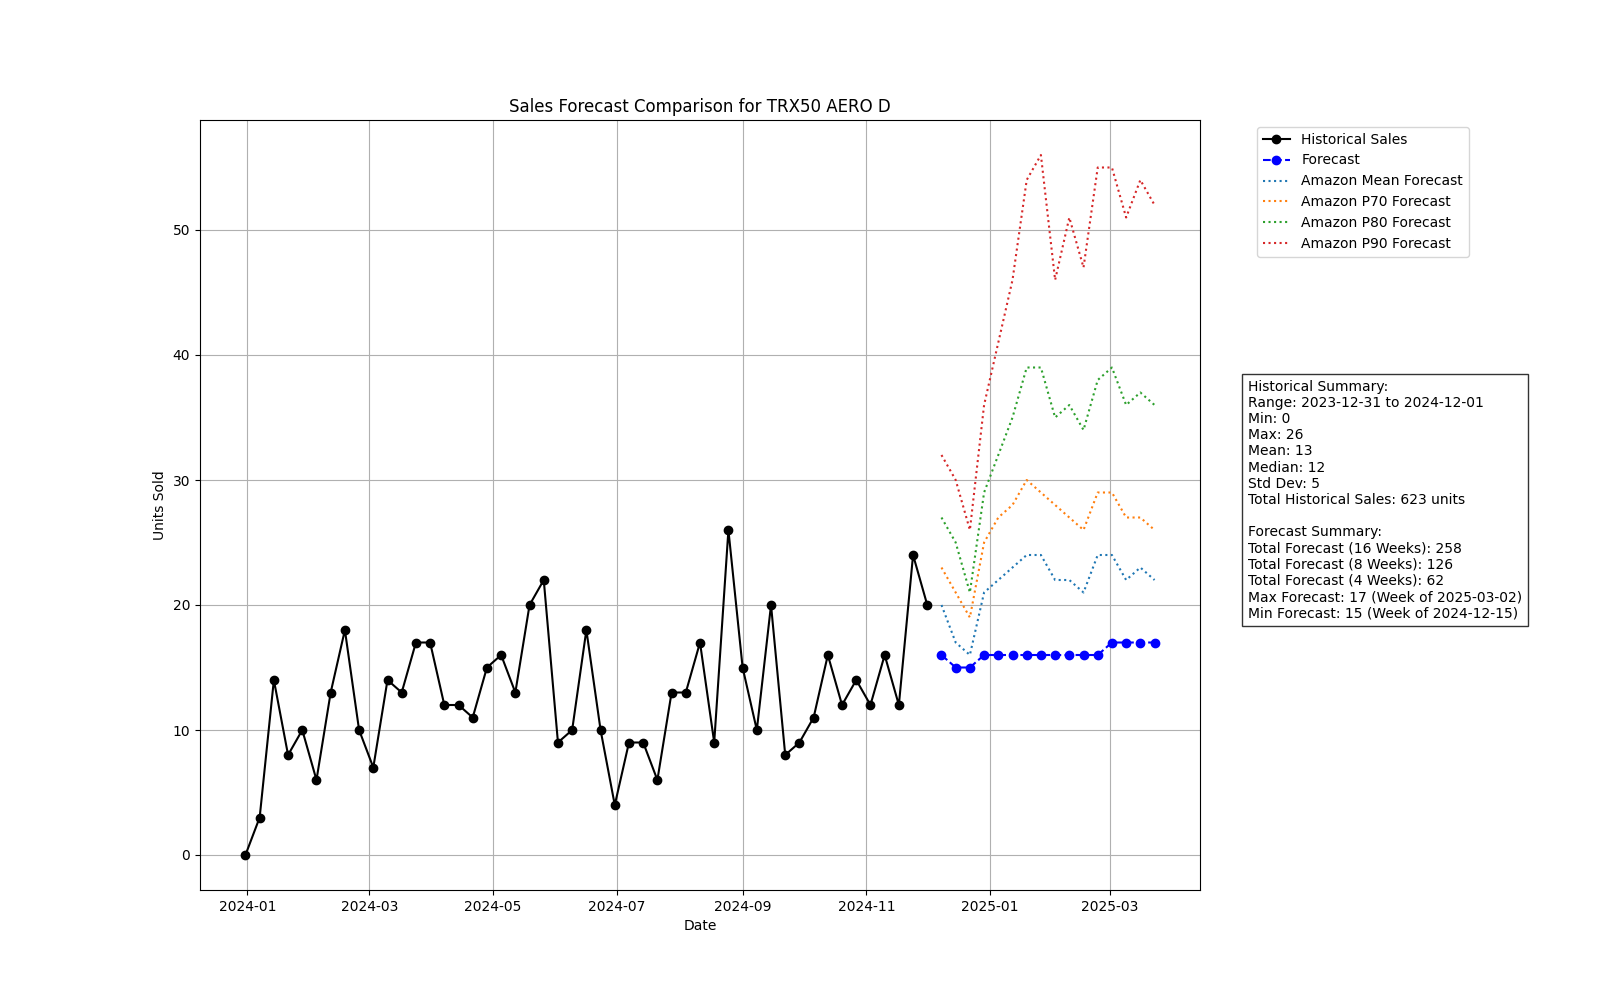 Sales Forecast Comparison for TRX50 AERO D
Historical Sales
Forecast
Amazon Mean Forecast
Amazon P70 Forecast
Amazon P80 Forecast
Amazon P90 Forecast
Historical Summary:
Range: 2023-12-31 to 2024-12-01
Min: 0
Max: 26
Mean: 13
Median: 12
Std Dev: 5
Total Historical Sales: 623 units
Forecast Summary:
Total Forecast (16 Weeks): 258
Total Forecast (8 Weeks): 126
Total Forecast (4 Weeks): 62
Max Forecast: 17 (Week of 2025-03-02)
Min Forecast: 15 (Week of 2024-12-15)
Units Sold
50
40
30
20
10
0
2024-01 2024-03 2024-05 2024-07 2024-09 2024-11 2025-01 2025-03
Date